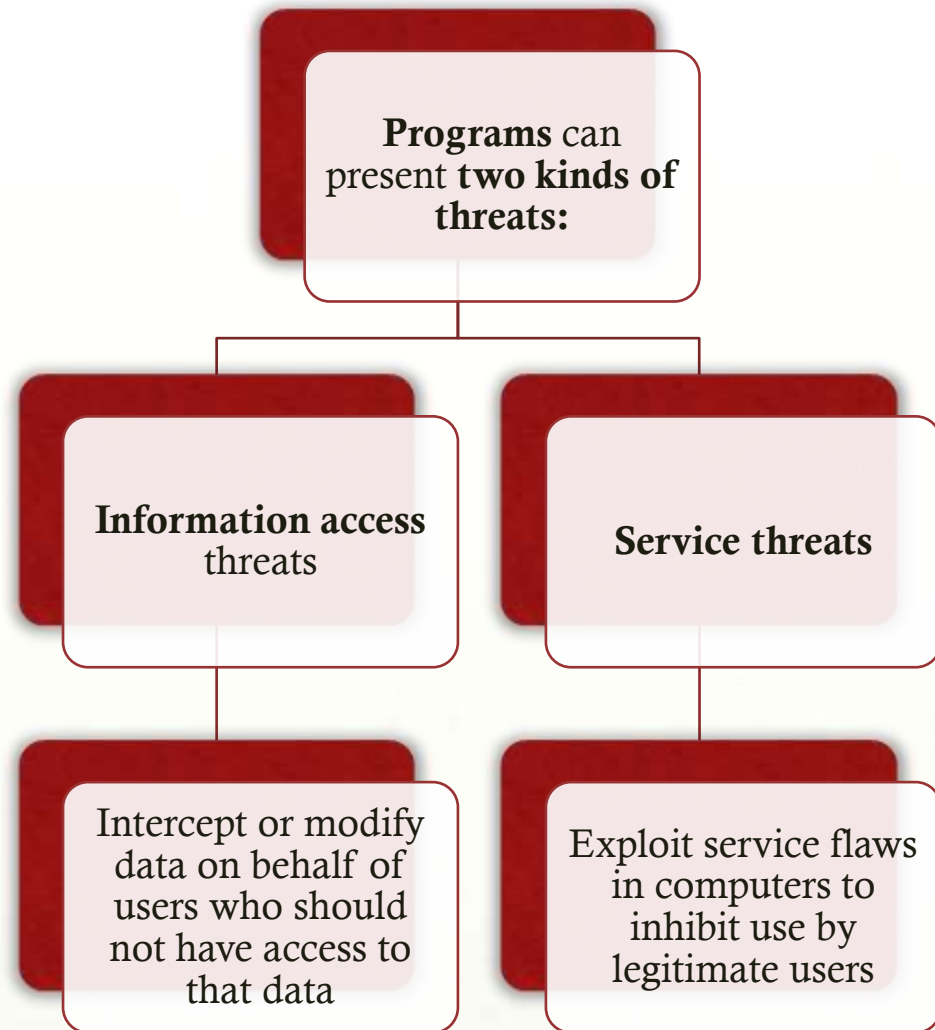 Programs can
present two kinds of
threats:
Information access
threats
Service threats
Intercept or modify
data on behalf of
users who should
not have access to
that data
Exploit service flaws
in computers to
inhibit use by
legitimate users